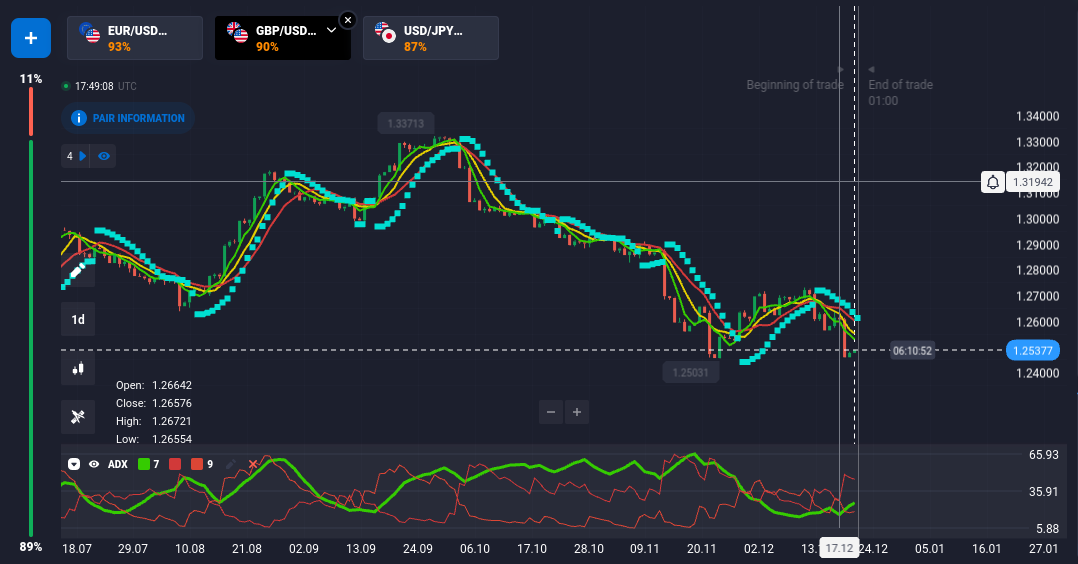 +
EUR/USD...
93%
GBP/USD...
90%
USD/JPY...
87%
11%
17:49:08 UTC
Beginning of trade
End of trade
01:00
PAIR INFORMATION
4
1.33713
1.34000
1.33000
1.32000
1.31942
1.31000
1.30000
1.29000
1.28000
1.27000
1.26000
1.25377
1.24000
1d
06:10:52
1.25031
Open: 1.26642
Close: 1.26576
High: 1.26721
Low: 1.26554
− +
ADX 7 9
65.93
35.91
5.88
89%
18.07 29.07 10.08 21.08 02.09 13.09 24.09 06.10 17.10 28.10 09.11 20.11 02.12 13.1 17.12 24.12 05.01 16.01 27.01